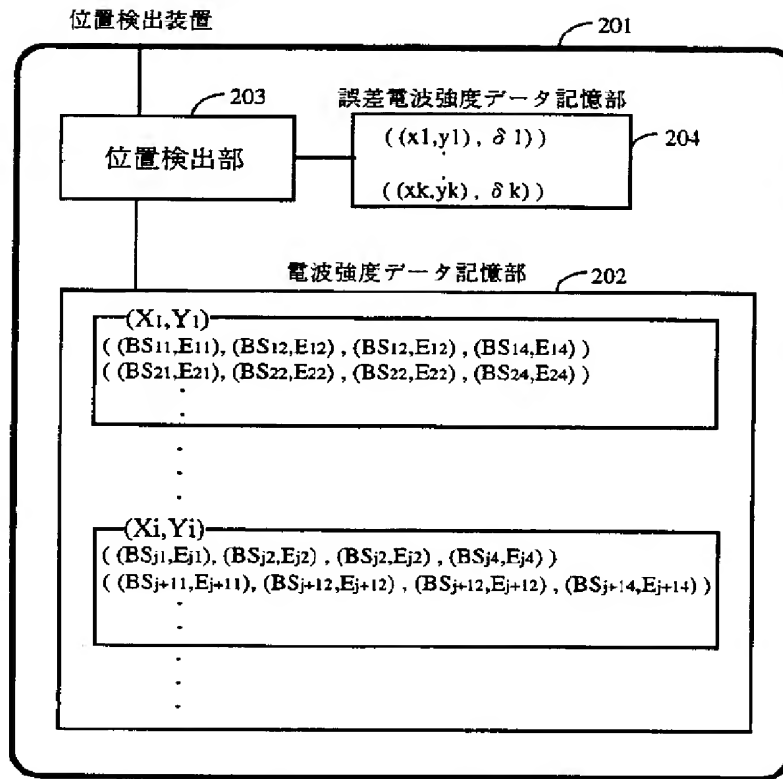 位置検出装置
201
203
誤差電波強度データ記憶部
位置検出部
((x1,y1), δ1))
204
((xk,yk), δk))
電波強度データ記憶部
202
(X1,Y1)
( (BS11,E11), (BS12,E12) , (BS12,E12) , (BS14,E14) )
( (BS21,E21), (BS22,E22) , (BS22,E22) , (BS24,E24) )
(Xi,Yi)
( (BSj1,Ej1), (BSj2,Ej2) , (BSj2,Ej2) , (BSj4,Ej4) )
( (BSj+11,Ej+11), (BSj+12,Ej+12) , (BSj+12,Ej+12) , (BSj+14,Ej+14) )